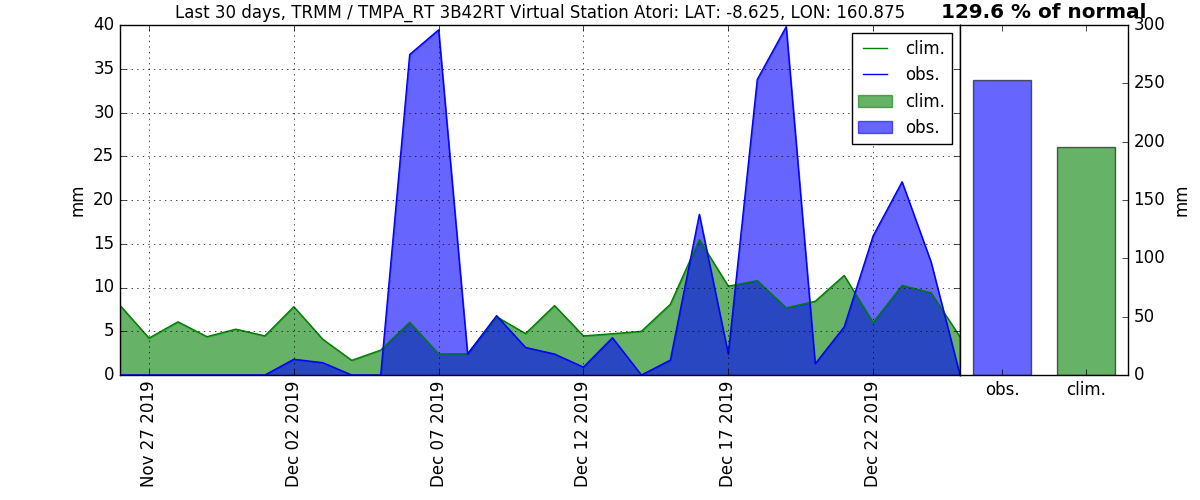 Last 30 days, TRMM / TMPA_RT 3B42RT Virtual Station Atori: LAT: -8.625, LON: 160.875
129.6 % of normal
40
35
30
25
20
15
10
5
0
mm
clim.
obs.
clim.
obs.
300
250
200
150
100
50
0
mm
obs.
clim.
Nov 27 2019
Dec 02 2019
Dec 07 2019
Dec 12 2019
Dec 17 2019
Dec 22 2019